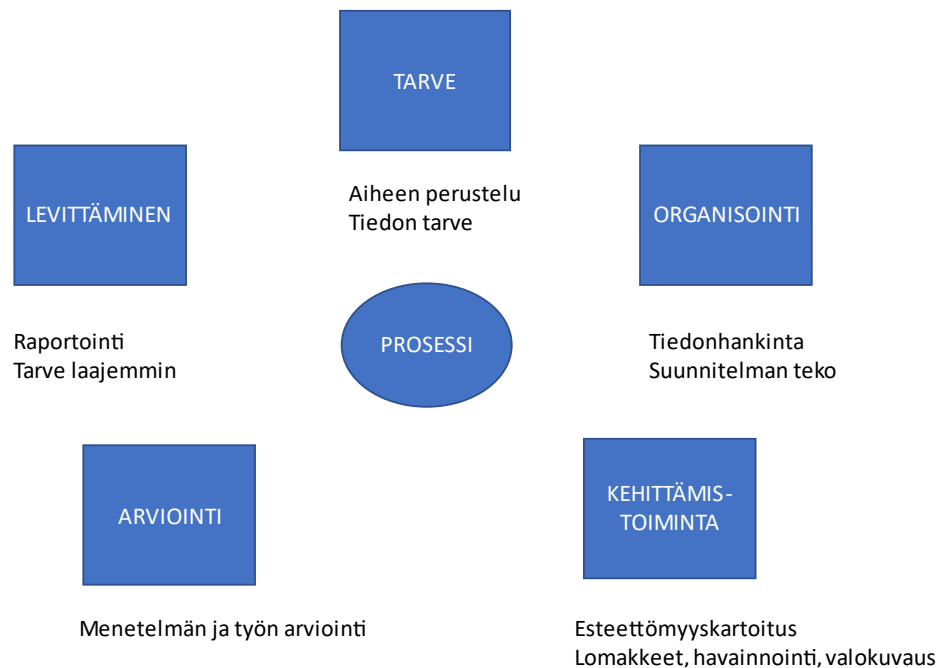 TARVE
Aiheen perustelu
Tiedon tarve
LEVITTÄMINEN
Raportointi
Tarve laajemmin
ORGANISOINTI
Tiedonhankinta
Suunnitelman teko
PROSESSI
ARVIOINTI
Menetelmän ja työn arviointi
KEHITTÄMIS-
TOIMINTA
Esteettömyyskartoitus
Lomakkeet, havainnointi, valokuvaus